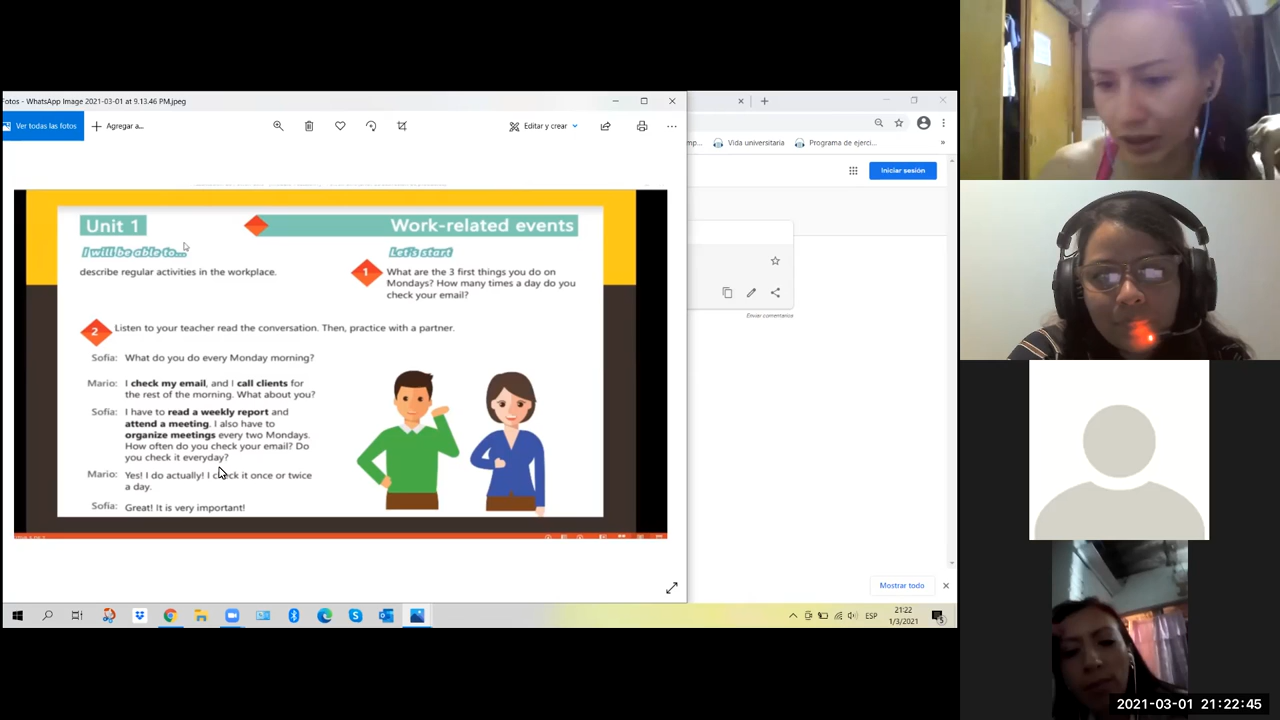 Fotos - WhatsApp Image 2021-03-01 at 9.13.46 PM.jpeg
Ver todas las fotos
Agregar a...
Editar y crear
mp...
Vida universitaria
Programa de ejerci...
»
Iniciar sesión
Unit 1
Work-related events
I will be able to...
Let's start
describe regular activities in the workplace.
1
What are the 3 first things you do on
Mondays? How many times a day do you
check your email?
2
Listen to your teacher read the conversation. Then, practice with a partner.
Sofia: What do you do every Monday morning?
Mario: I check my email, and I call clients for
the rest of the morning. What about you?
Sofia: I have to read a weekly report and
attend a meeting. I also have to
organize meetings every two Mondays.
How often do you check your email? Do
you check it everyday?
Mario: Yes! I do actually! I check it once or twice
a day.
Sofia: Great! It is very important!
Enviar comentarios
Mostrar todo
ESP
21:22
1/3/2021
2021-03-01 21:22:45